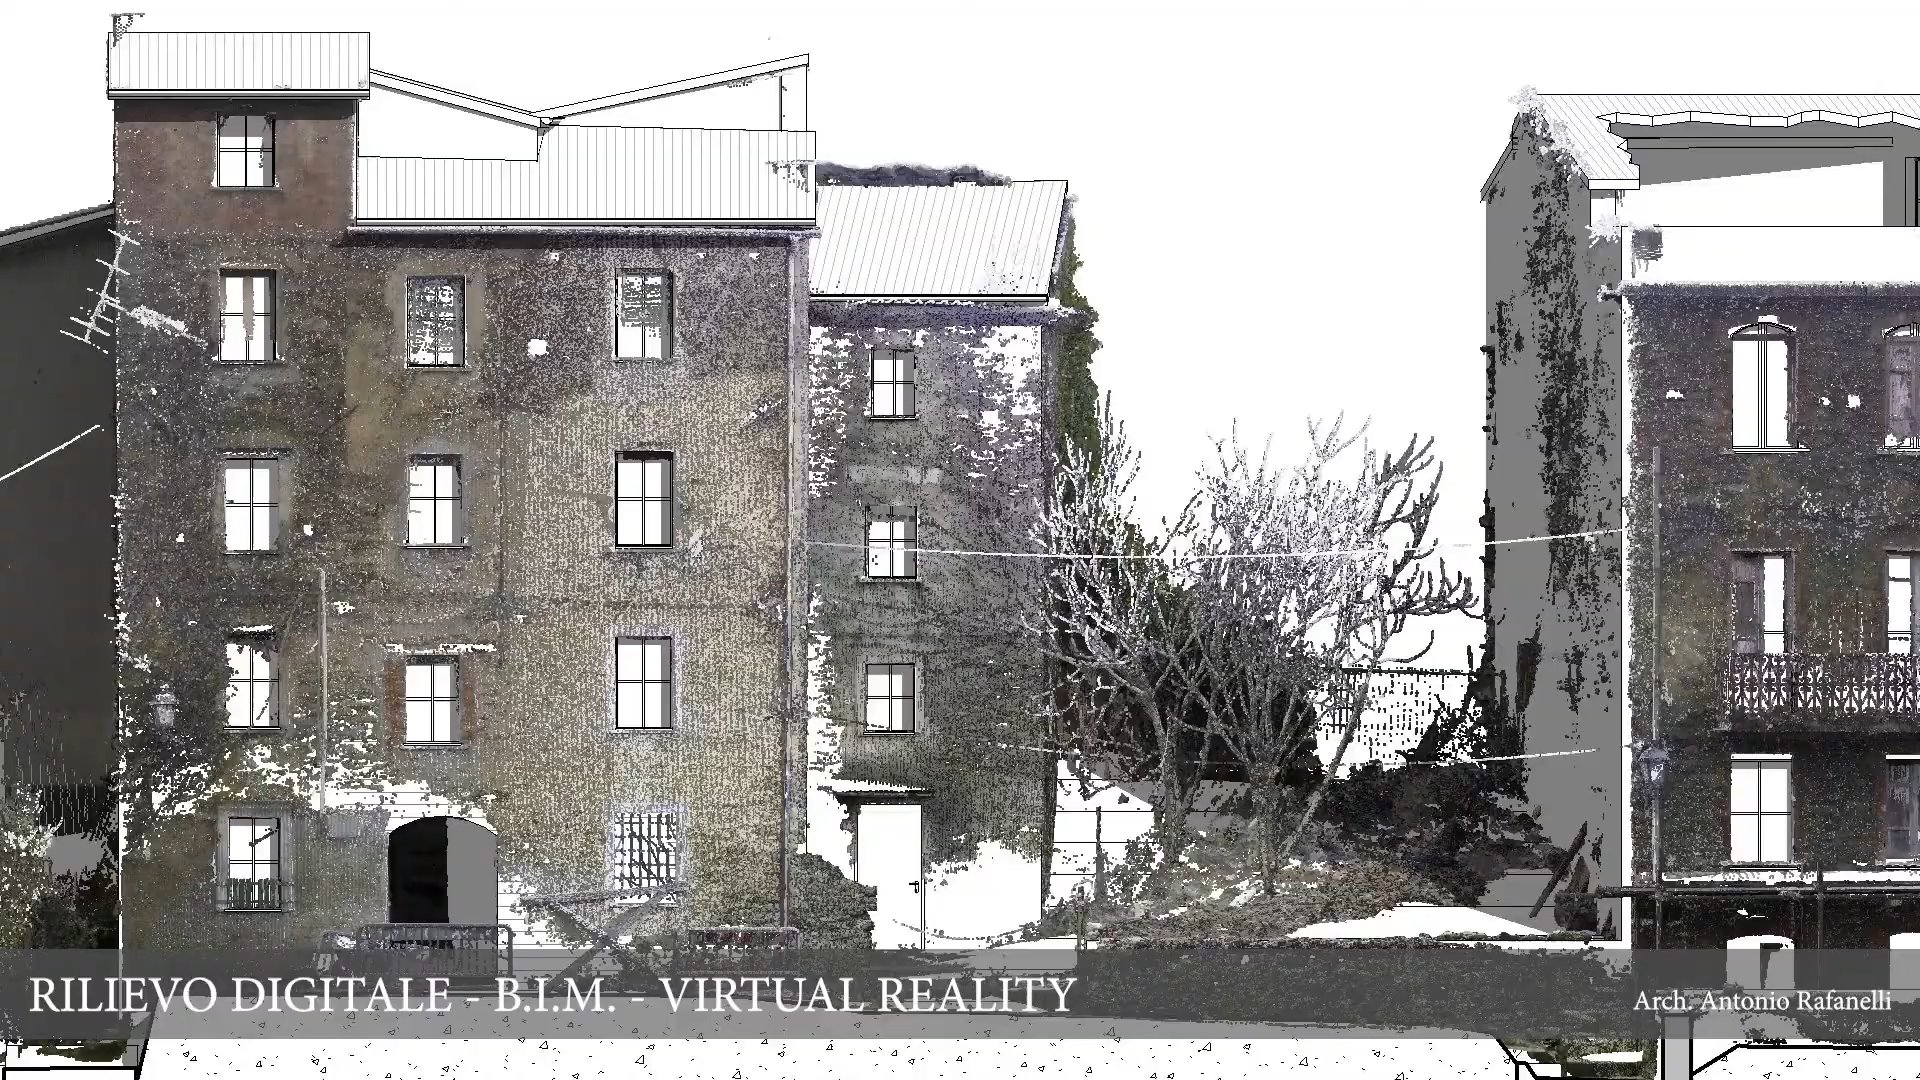 RILIEVO DIGITALE - B.I.M. - VIRTUAL REALITY
Arch. Antonio Rafanelli